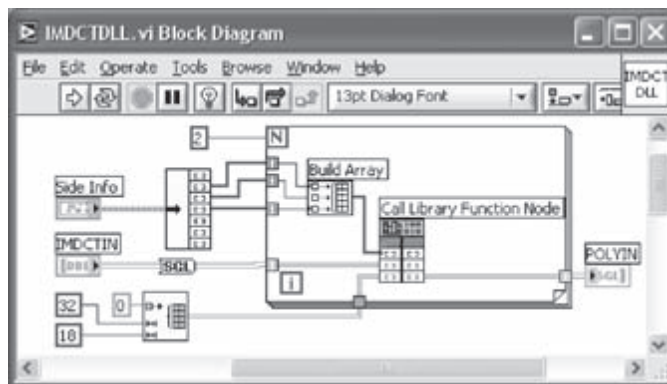 IMDCTDLL.vi Block Diagram
File Edit Operate Tools Browse Window Help
13pt Dialog Font
IMDCT
DLL
2
N
Build Array
Side Info
Call Library Function Node
IMDCTIN
[DBL]
SGL
POLYIN
[SGL]
i
32
0
18